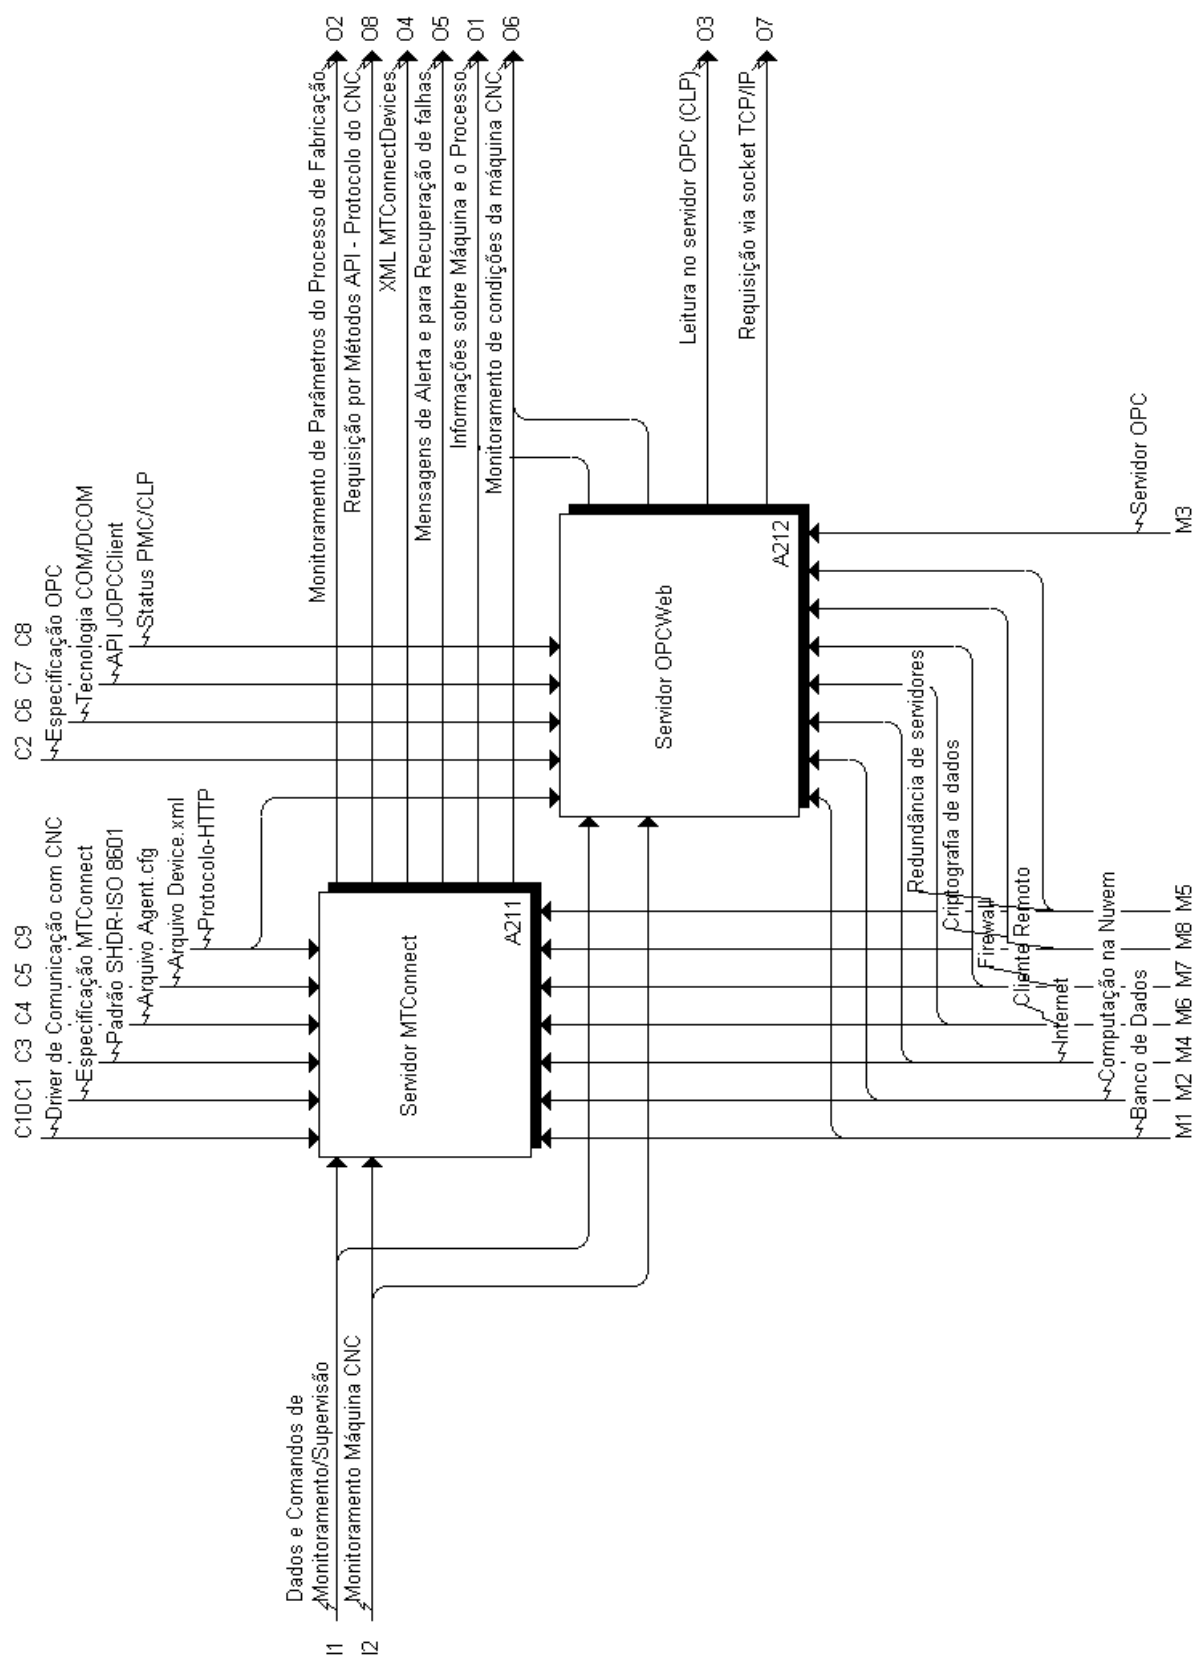 C10
C1
C3
C4
C5
C9
C2
C6
C7
C8
Driver de Comunicação com CNC
Especificação MTConnect
Padrão SHDR-ISO 8601
Arquivo Agent.cfg
Arquivo Device.xml
Protocolo-HTTP
Especificação OPC
Tecnologia COM/DCOM
API JOPCClient
Status PMC/CLP
I1
Dados e Comandos de
Monitoramento/Supervisão
I2
Monitoramento Máquina CNC
Servidor MTConnect
A211
Servidor OPCWeb
A212
Monitoramento de Parâmetros do Processo de Fabricação
O2
Requisição por Métodos API - Protocolo do CNC
O8
XML MTConnectDevices
O4
Mensagens de Alerta e para Recuperação de falhas
O5
Informações sobre Máquina e o Processo
O1
Monitoramento de condições da máquina CNC
O6
Leitura no servidor OPC (CLP)
O3
Requisição via socket TCP/IP
O7
Redundância de servidores
Criptografia de dados
Firewall
Cliente Remoto
Internet
Computação na Nuvem
Banco de Dados
Servidor OPC
M1
M2
M4
M6
M7
M8
M5
M3